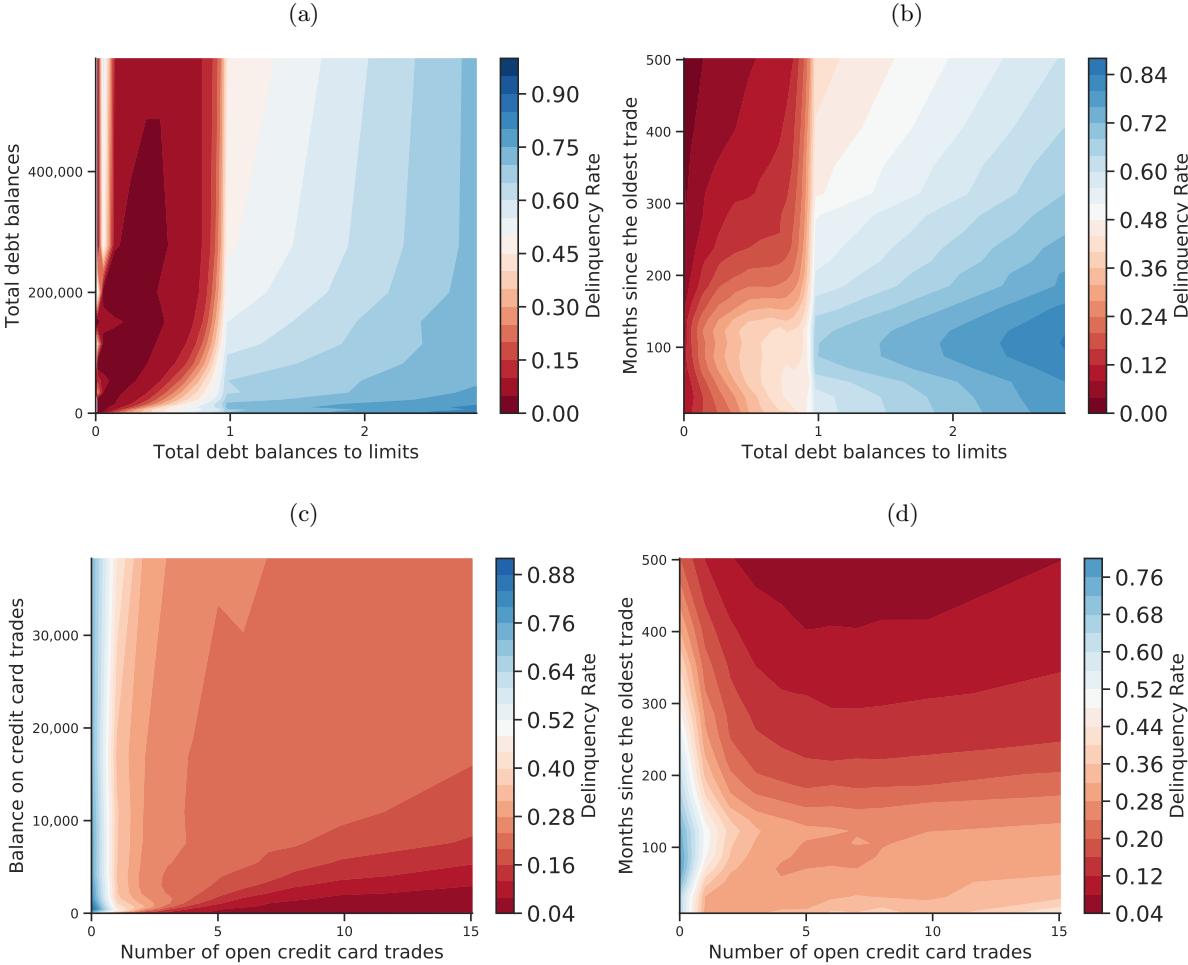 (a)
Total debt balances
400,000
200,000
0
0 1 2
Total debt balances to limits
0.90
0.75
0.60
0.45
0.30
0.15
0.00
Delinquency Rate
(b)
Months since the oldest trade
500
400
300
200
100
0 1 2
Total debt balances to limits
0.84
0.72
0.60
0.48
0.36
0.24
0.12
0.00
Delinquency Rate
(c)
Balance on credit card trades
30,000
20,000
10,000
0
0 5 10 15
Number of open credit card trades
0.88
0.76
0.64
0.52
0.40
0.28
0.16
0.04
Delinquency Rate
(d)
Months since the oldest trade
500
400
300
200
100
0 5 10 15
Number of open credit card trades
0.76
0.68
0.60
0.52
0.44
0.36
0.28
0.20
0.12
0.04
Delinquency Rate